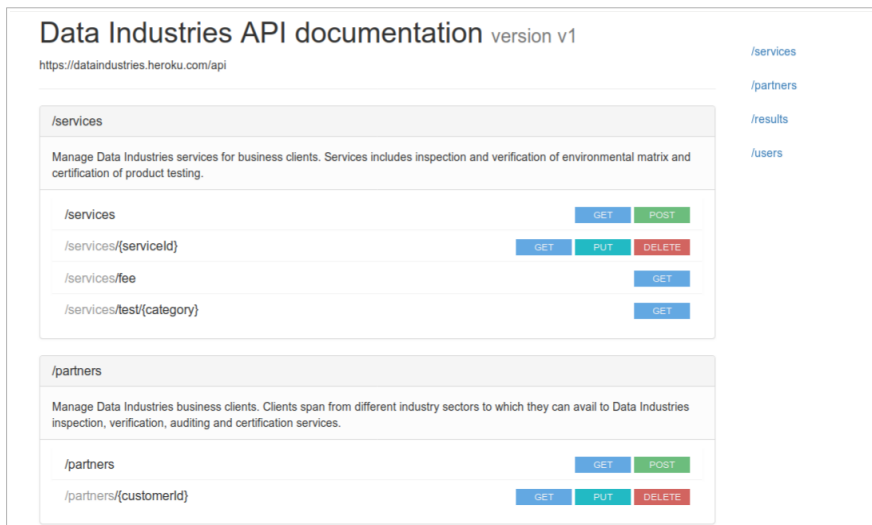 Data Industries API documentation version v1
https://dataindustries.heroku.com/api
/services
/partners
/results
/users
/services
Manage Data Industries services for business clients. Services includes inspection and verification of environmental matrix and
certification of product testing.
/services GET POST
/services/{serviceId} GET PUT DELETE
/services/fee GET
/services/test/{category} GET
/partners
Manage Data Industries business clients. Clients span from different industry sectors to which they can avail to Data Industries
inspection, verification, auditing and certification services.
/partners GET POST
/partners/{customerId} GET PUT DELETE